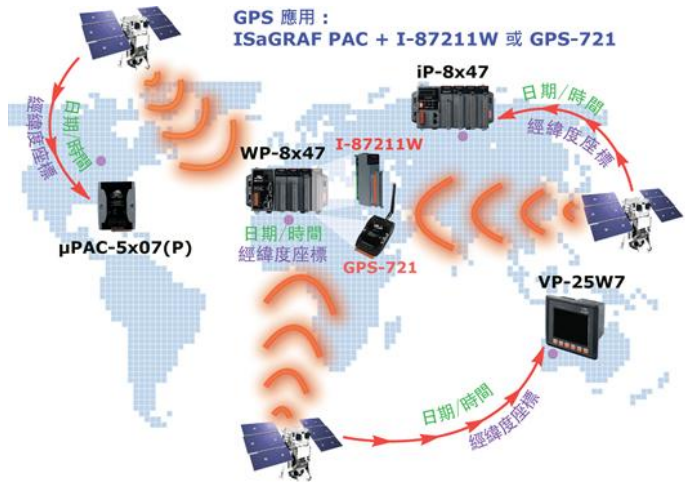 GPS 應用：
ISaGRAF PAC + I-87211W 或 GPS-721
iP-8x47
日期/時間
經緯度座標
日期/時間
經緯度座標
WP-8x47
I-87211W
日期/時間
經緯度座標
GPS-721
μPAC-5x07(P)
VP-25W7
日期/時間
經緯度座標